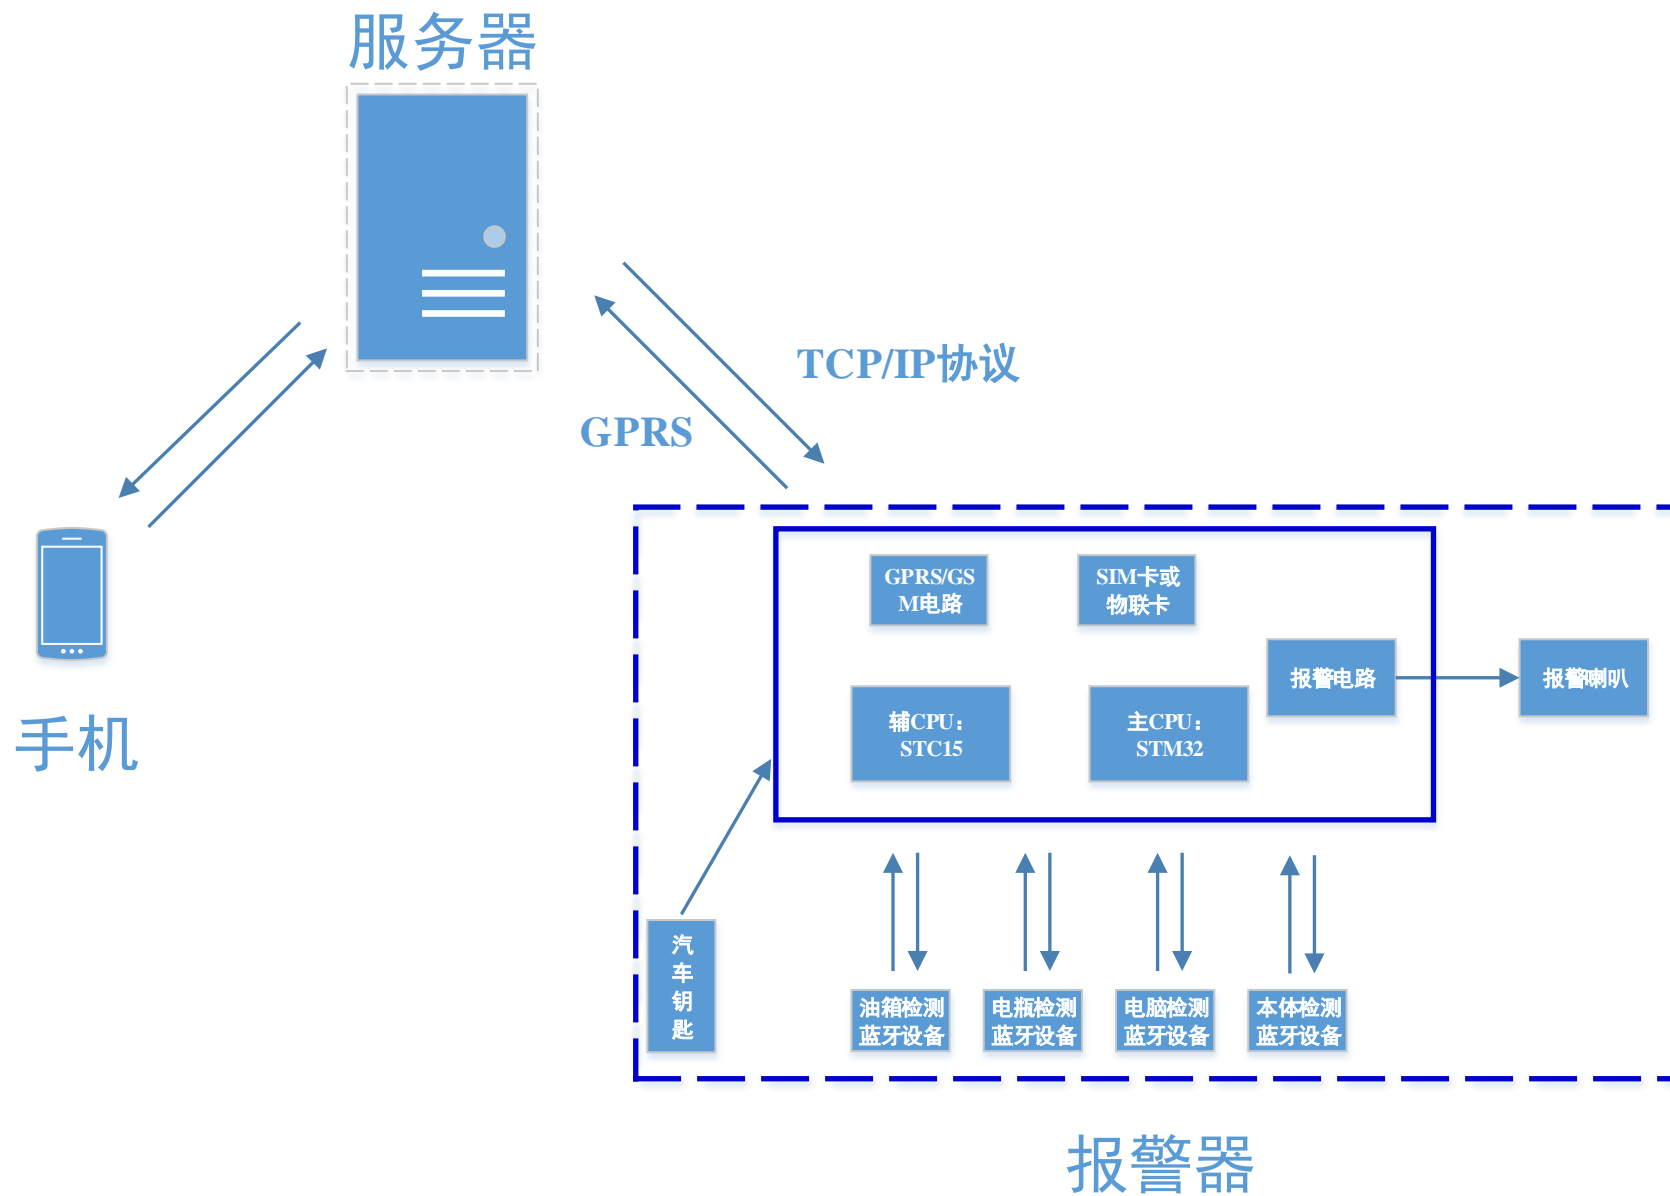 服务器
TCP/IP协议
GPRS
手机
GPRS/GS
M电路
SIM卡或
物联卡
报警电路
报警喇叭
辅CPU：
STC15
主CPU：
STM32
汽
车
钥
匙
油箱检测
蓝牙设备
电瓶检测
蓝牙设备
电脑检测
蓝牙设备
本体检测
蓝牙设备
报警器